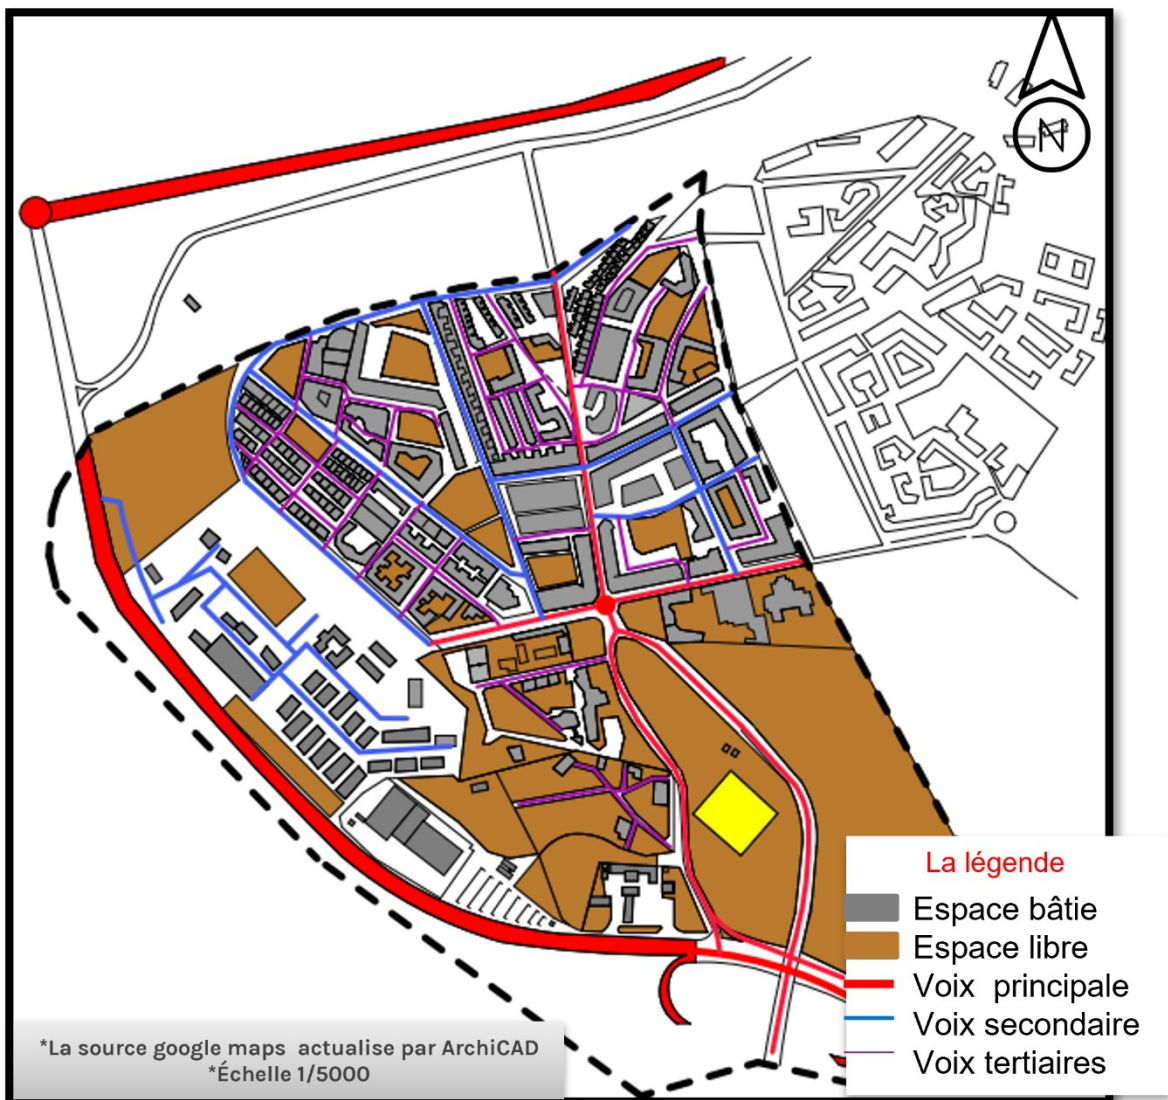 N
La légende
Espace bâtie
Espace libre
Voix principale
Voix secondaire
Voix tertiaires
*La source google maps actualise par ArchiCAD
*Échelle 1/5000